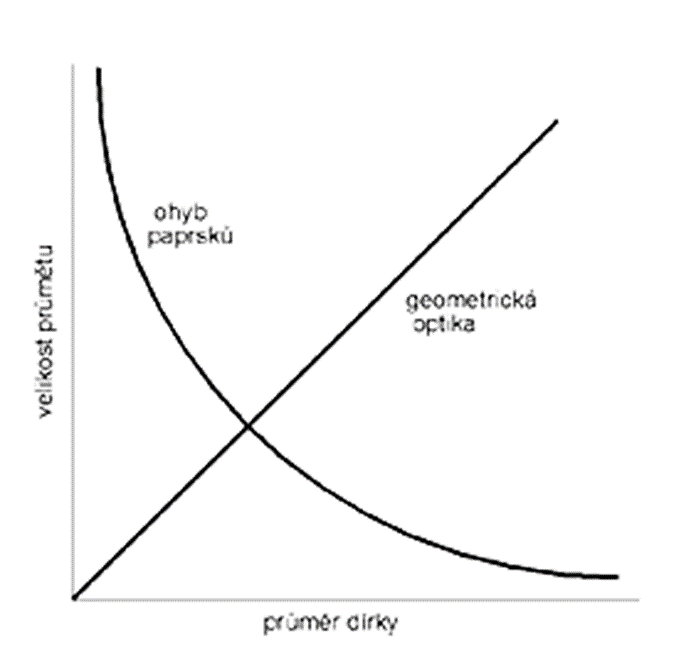 ohyb
paprsků
geometrická
optika
velikost průmětu
průměr dírky